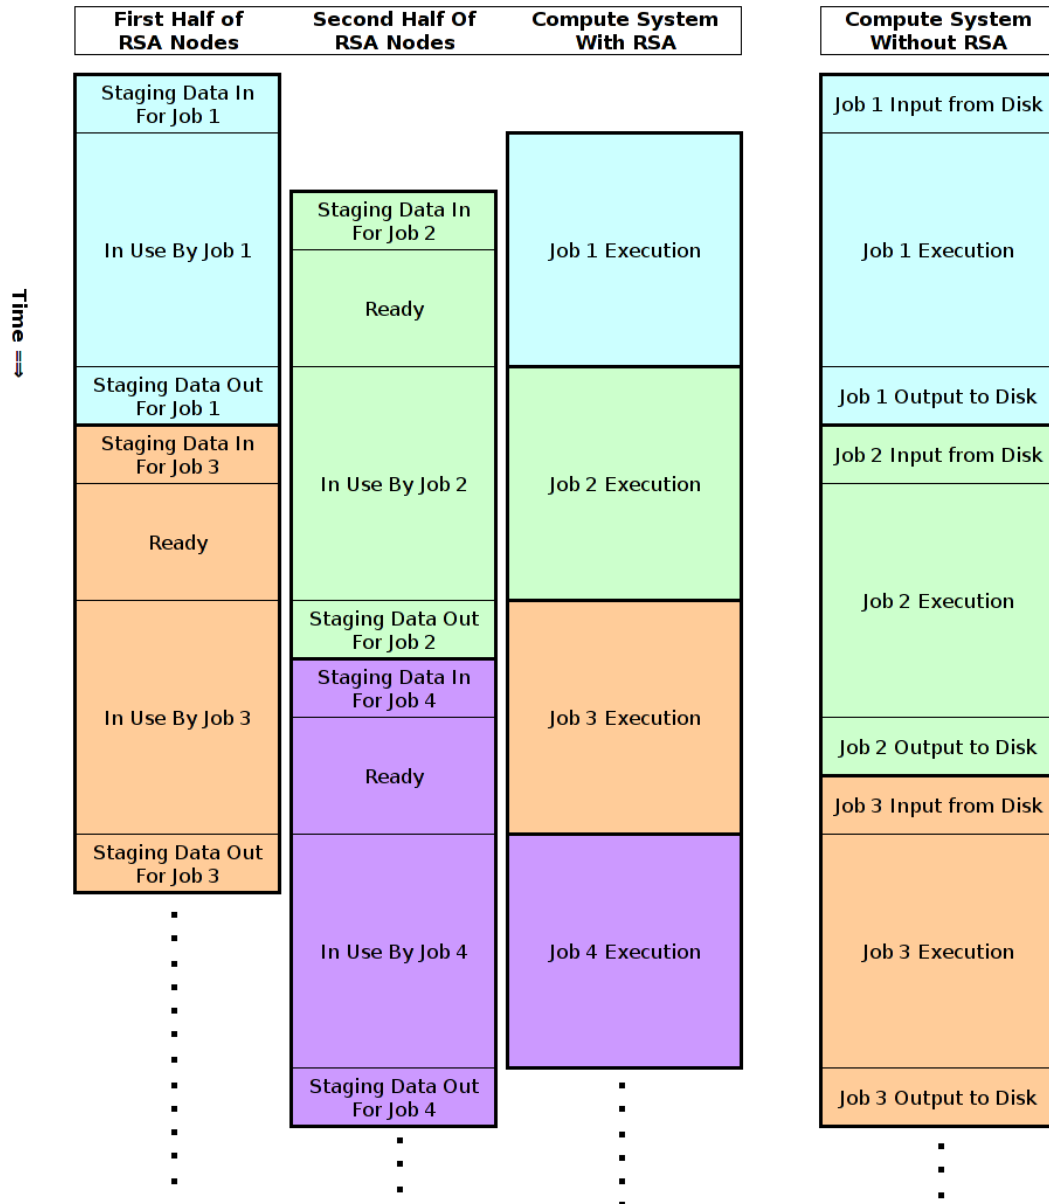 First Half of
RSA Nodes
Second Half Of
RSA Nodes
Compute System
With RSA
Compute System
Without RSA
Time ==>
Staging Data In
For Job 1
In Use By Job 1
Staging Data Out
For Job 1
Staging Data In
For Job 3
Ready
In Use By Job 3
Staging Data Out
For Job 3
Staging Data In
For Job 2
Ready
In Use By Job 2
Staging Data Out
For Job 2
Staging Data In
For Job 4
Ready
In Use By Job 4
Staging Data Out
For Job 4
Job 1 Execution
Job 2 Execution
Job 3 Execution
Job 4 Execution
Job 1 Input from Disk
Job 1 Execution
Job 1 Output to Disk
Job 2 Input from Disk
Job 2 Execution
Job 2 Output to Disk
Job 3 Input from Disk
Job 3 Execution
Job 3 Output to Disk